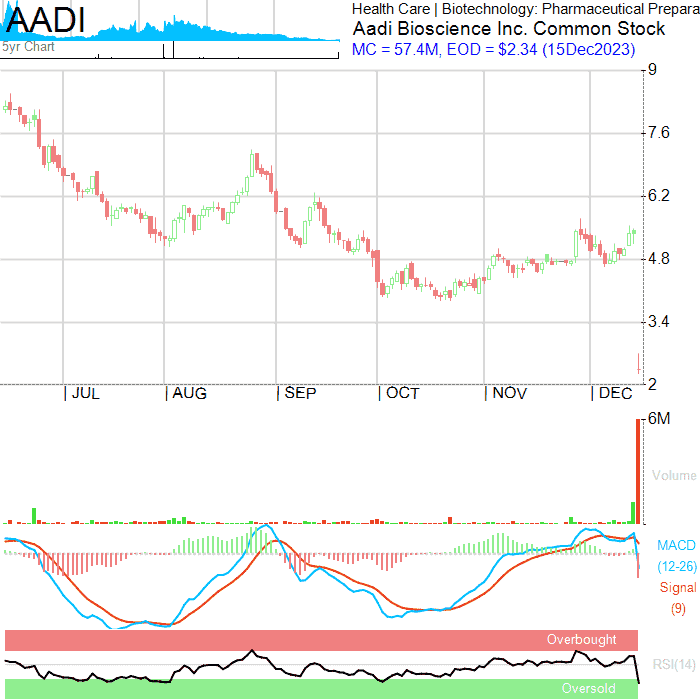 AADI
5yr Chart
Health Care | Biotechnology: Pharmaceutical Prepara
Aadi Bioscience Inc. Common Stock
MC = 57.4M, EOD = $2.34 (15Dec2023)
9
7.6
6.2
4.8
3.4
2
JUL AUG SEP OCT NOV DEC
6M
Volume
MACD
(12-26)
Signal
(9)
Overbought
RSI(14)
Oversold